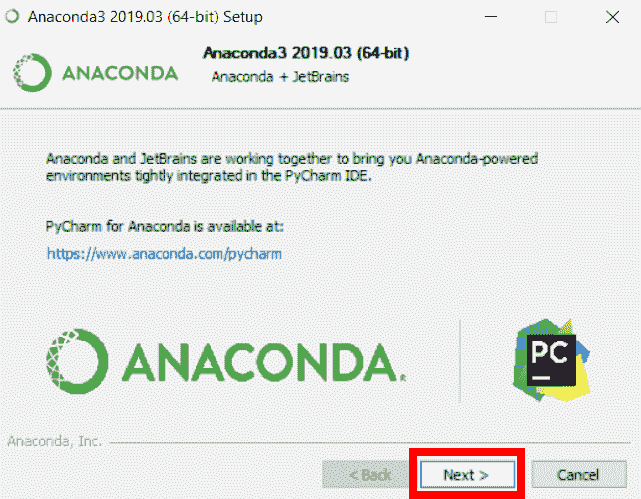 Anaconda3 2019.03 (64-bit) Setup
ANACONDA
Anaconda3 2019.03 (64-bit)
Anaconda + JetBrains
Anaconda and JetBrains are working together to bring you Anaconda-powered
environments tightly integrated in the PyCharm IDE.
PyCharm for Anaconda is available at:
https://www.anaconda.com/pycharm
ANACONDA®
PC
Anaconda, Inc.
< Back Next > Cancel